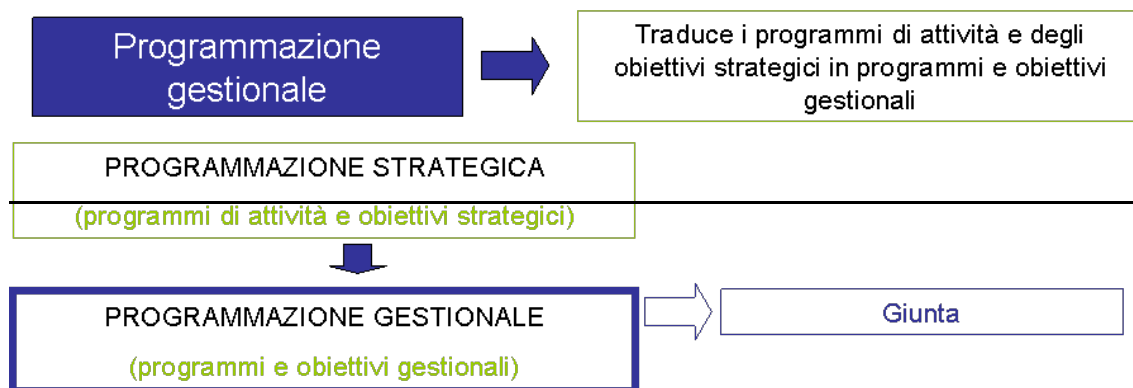 Programmazione
gestionale
Traduce i programmi di attività e degli
obiettivi strategici in programmi e obiettivi
gestionali
PROGRAMMAZIONE STRATEGICA
(programmi di attività e obiettivi strategici)
PROGRAMMAZIONE GESTIONALE
(programmi e obiettivi gestionali)
Giunta